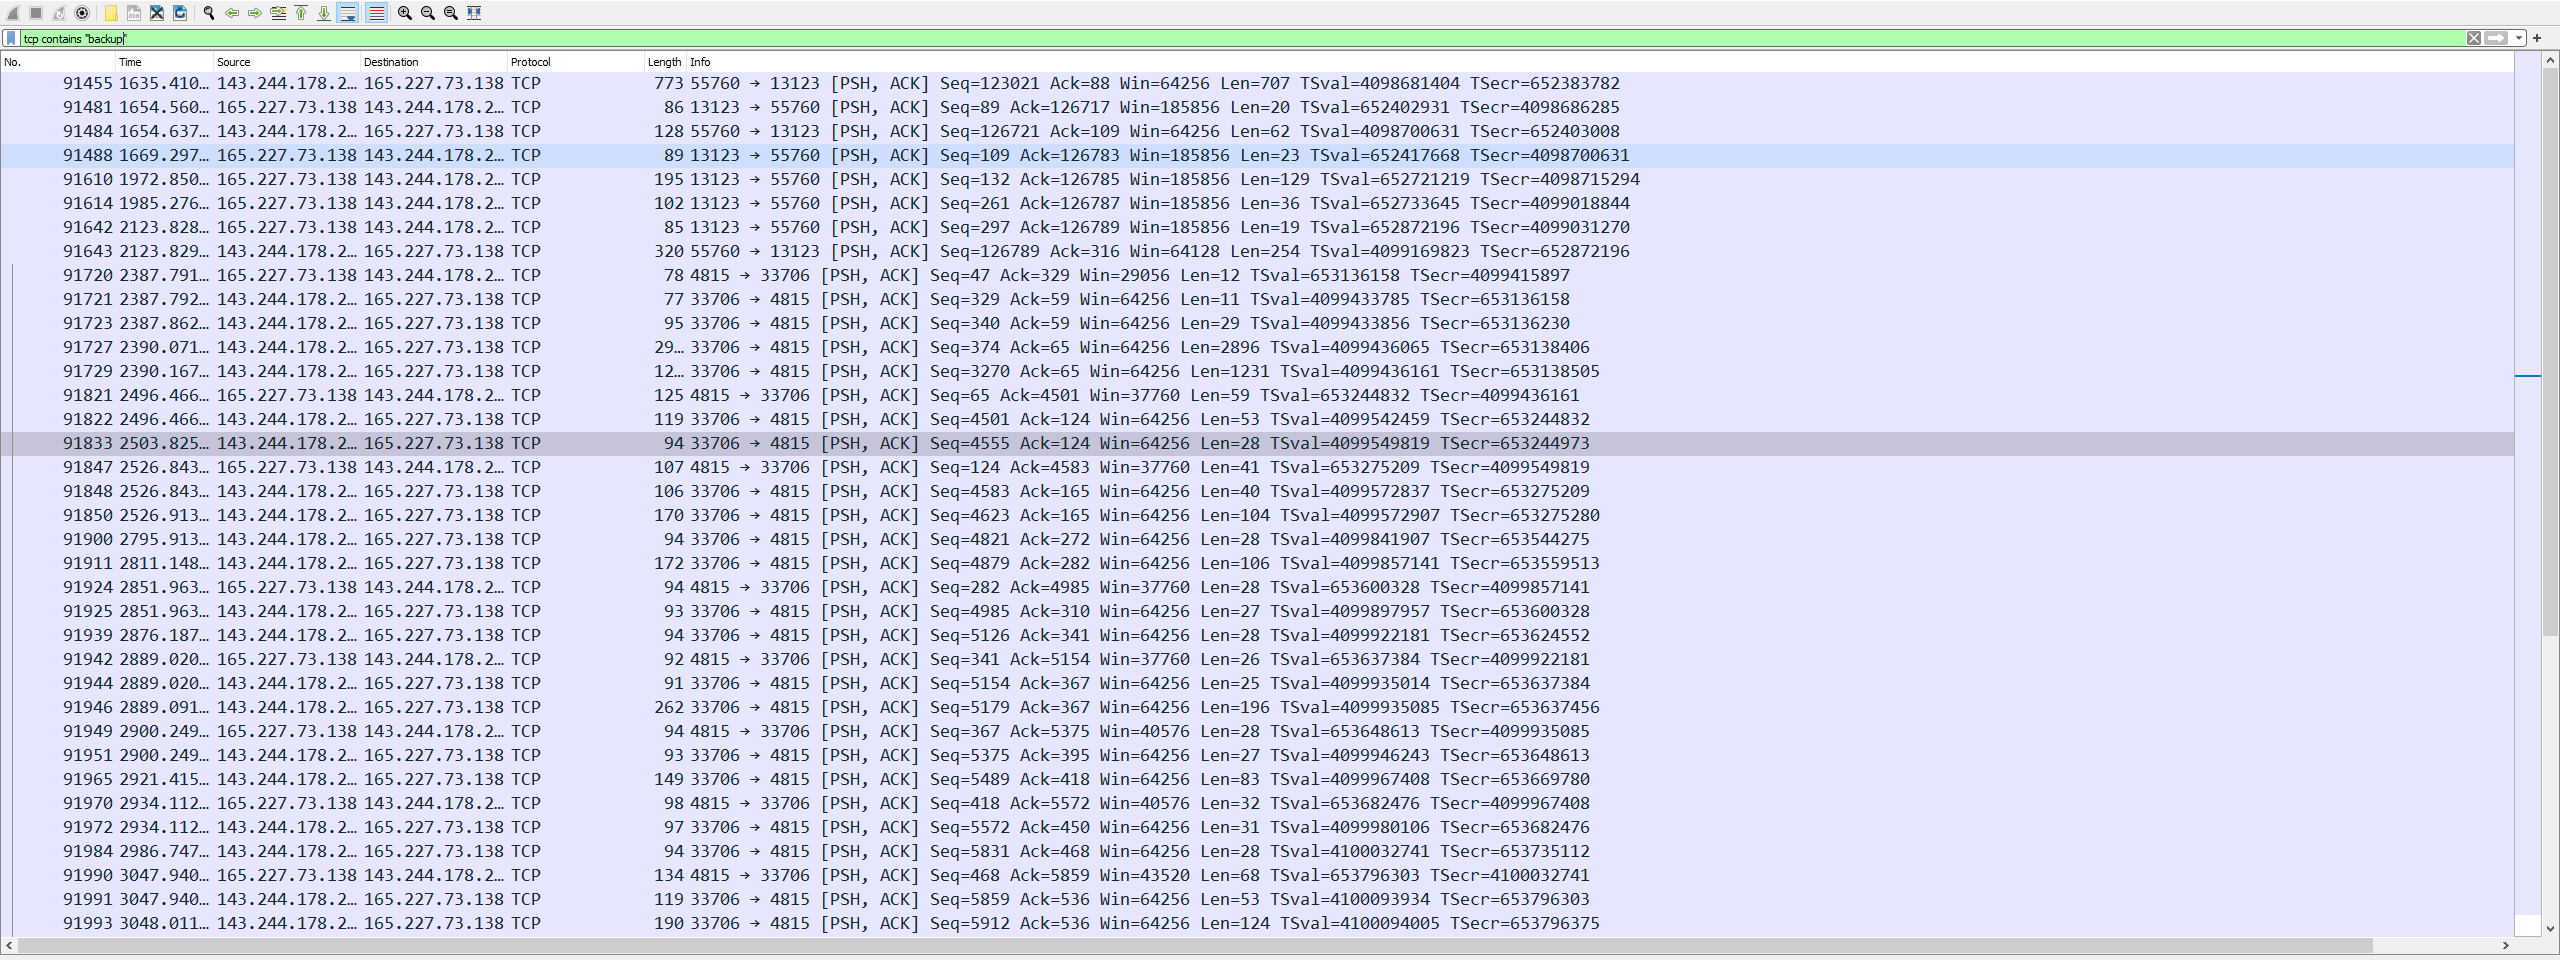 tcp contains "backup"
No. Time Source Destination Protocol Length Info
91455 1635.410… 143.244.178.2… 165.227.73.138 TCP 773 55760 → 13123 [PSH, ACK] Seq=123021 Ack=88 Win=64256 Len=707 TSval=4098681404 TSecr=652383782
91481 1654.560… 165.227.73.138 143.244.178.2… TCP 86 13123 → 55760 [PSH, ACK] Seq=89 Ack=126717 Win=185856 Len=20 TSval=652402931 TSecr=4098686285
91484 1654.637… 143.244.178.2… 165.227.73.138 TCP 128 55760 → 13123 [PSH, ACK] Seq=126721 Ack=109 Win=64256 Len=62 TSval=4098700631 TSecr=652403008
91488 1669.297… 165.227.73.138 143.244.178.2… TCP 89 13123 → 55760 [PSH, ACK] Seq=109 Ack=126783 Win=185856 Len=23 TSval=652417668 TSecr=4098700631
91610 1972.850… 165.227.73.138 143.244.178.2… TCP 195 13123 → 55760 [PSH, ACK] Seq=132 Ack=126785 Win=185856 Len=129 TSval=652721219 TSecr=4098715294
91614 1985.276… 165.227.73.138 143.244.178.2… TCP 102 13123 → 55760 [PSH, ACK] Seq=261 Ack=126787 Win=185856 Len=36 TSval=652733645 TSecr=4099018844
91642 2123.828… 165.227.73.138 143.244.178.2… TCP 85 13123 → 55760 [PSH, ACK] Seq=297 Ack=126789 Win=185856 Len=19 TSval=652872196 TSecr=4099031270
91643 2123.829… 143.244.178.2… 165.227.73.138 TCP 320 55760 → 13123 [PSH, ACK] Seq=126789 Ack=316 Win=64128 Len=254 TSval=4099169823 TSecr=652872196
91720 2387.791… 165.227.73.138 143.244.178.2… TCP 78 4815 → 33706 [PSH, ACK] Seq=47 Ack=329 Win=29056 Len=12 TSval=653136158 TSecr=4099415897
91721 2387.792… 143.244.178.2… 165.227.73.138 TCP 77 33706 → 4815 [PSH, ACK] Seq=329 Ack=59 Win=64256 Len=11 TSval=4099433785 TSecr=653136158
91723 2387.862… 143.244.178.2… 165.227.73.138 TCP 95 33706 → 4815 [PSH, ACK] Seq=340 Ack=59 Win=64256 Len=29 TSval=4099433856 TSecr=653136230
91727 2390.071… 143.244.178.2… 165.227.73.138 TCP 29… 33706 → 4815 [PSH, ACK] Seq=374 Ack=65 Win=64256 Len=2896 TSval=4099436065 TSecr=653138406
91729 2390.167… 143.244.178.2… 165.227.73.138 TCP 12… 33706 → 4815 [PSH, ACK] Seq=3270 Ack=65 Win=64256 Len=1231 TSval=4099436161 TSecr=653138505
91821 2496.466… 165.227.73.138 143.244.178.2… TCP 125 4815 → 33706 [PSH, ACK] Seq=65 Ack=4501 Win=37760 Len=59 TSval=653244832 TSecr=4099436161
91822 2496.466… 143.244.178.2… 165.227.73.138 TCP 119 33706 → 4815 [PSH, ACK] Seq=4501 Ack=124 Win=64256 Len=53 TSval=4099542459 TSecr=653244832
91833 2503.825… 143.244.178.2… 165.227.73.138 TCP 94 33706 → 4815 [PSH, ACK] Seq=4555 Ack=124 Win=64256 Len=28 TSval=4099549819 TSecr=653244973
91847 2526.843… 165.227.73.138 143.244.178.2… TCP 107 4815 → 33706 [PSH, ACK] Seq=124 Ack=4583 Win=37760 Len=41 TSval=653275209 TSecr=4099549819
91848 2526.843… 143.244.178.2… 165.227.73.138 TCP 106 33706 → 4815 [PSH, ACK] Seq=4583 Ack=165 Win=64256 Len=40 TSval=4099572837 TSecr=653275209
91850 2526.913… 143.244.178.2… 165.227.73.138 TCP 170 33706 → 4815 [PSH, ACK] Seq=4623 Ack=165 Win=64256 Len=104 TSval=4099572907 TSecr=653275280
91900 2795.913… 143.244.178.2… 165.227.73.138 TCP 94 33706 → 4815 [PSH, ACK] Seq=4821 Ack=272 Win=64256 Len=28 TSval=4099841907 TSecr=653544275
91911 2811.148… 143.244.178.2… 165.227.73.138 TCP 172 33706 → 4815 [PSH, ACK] Seq=4879 Ack=282 Win=64256 Len=106 TSval=4099857141 TSecr=653559513
91924 2851.963… 165.227.73.138 143.244.178.2… TCP 94 4815 → 33706 [PSH, ACK] Seq=282 Ack=4985 Win=37760 Len=28 TSval=653600328 TSecr=4099857141
91925 2851.963… 143.244.178.2… 165.227.73.138 TCP 93 33706 → 4815 [PSH, ACK] Seq=4985 Ack=310 Win=64256 Len=27 TSval=4099897957 TSecr=653600328
91939 2876.187… 143.244.178.2… 165.227.73.138 TCP 94 33706 → 4815 [PSH, ACK] Seq=5126 Ack=341 Win=64256 Len=28 TSval=4099922181 TSecr=653624552
91942 2889.020… 165.227.73.138 143.244.178.2… TCP 92 4815 → 33706 [PSH, ACK] Seq=341 Ack=5154 Win=37760 Len=26 TSval=653637384 TSecr=4099922181
91944 2889.020… 143.244.178.2… 165.227.73.138 TCP 91 33706 → 4815 [PSH, ACK] Seq=5154 Ack=367 Win=64256 Len=25 TSval=4099935014 TSecr=653637384
91946 2889.091… 143.244.178.2… 165.227.73.138 TCP 262 33706 → 4815 [PSH, ACK] Seq=5179 Ack=367 Win=64256 Len=196 TSval=4099935085 TSecr=653637456
91949 2900.249… 165.227.73.138 143.244.178.2… TCP 94 4815 → 33706 [PSH, ACK] Seq=367 Ack=5375 Win=40576 Len=28 TSval=653648613 TSecr=4099935085
91951 2900.249… 143.244.178.2… 165.227.73.138 TCP 93 33706 → 4815 [PSH, ACK] Seq=5375 Ack=395 Win=64256 Len=27 TSval=4099946243 TSecr=653648613
91965 2921.415… 143.244.178.2… 165.227.73.138 TCP 149 33706 → 4815 [PSH, ACK] Seq=5489 Ack=418 Win=64256 Len=83 TSval=4099967408 TSecr=653669780
91970 2934.112… 165.227.73.138 143.244.178.2… TCP 98 4815 → 33706 [PSH, ACK] Seq=418 Ack=5572 Win=40576 Len=32 TSval=653682476 TSecr=4099967408
91972 2934.112… 143.244.178.2… 165.227.73.138 TCP 97 33706 → 4815 [PSH, ACK] Seq=5572 Ack=450 Win=64256 Len=31 TSval=4099980106 TSecr=653682476
91984 2986.747… 143.244.178.2… 165.227.73.138 TCP 94 33706 → 4815 [PSH, ACK] Seq=5831 Ack=468 Win=64256 Len=28 TSval=4100032741 TSecr=653735112
91990 3047.940… 165.227.73.138 143.244.178.2… TCP 134 4815 → 33706 [PSH, ACK] Seq=468 Ack=5859 Win=43520 Len=68 TSval=653796303 TSecr=4100032741
91991 3047.940… 143.244.178.2… 165.227.73.138 TCP 119 33706 → 4815 [PSH, ACK] Seq=5859 Ack=536 Win=64256 Len=53 TSval=4100093934 TSecr=653796303
91993 3048.011… 143.244.178.2… 165.227.73.138 TCP 190 33706 → 4815 [PSH, ACK] Seq=5912 Ack=536 Win=64256 Len=124 TSval=4100094005 TSecr=653796375